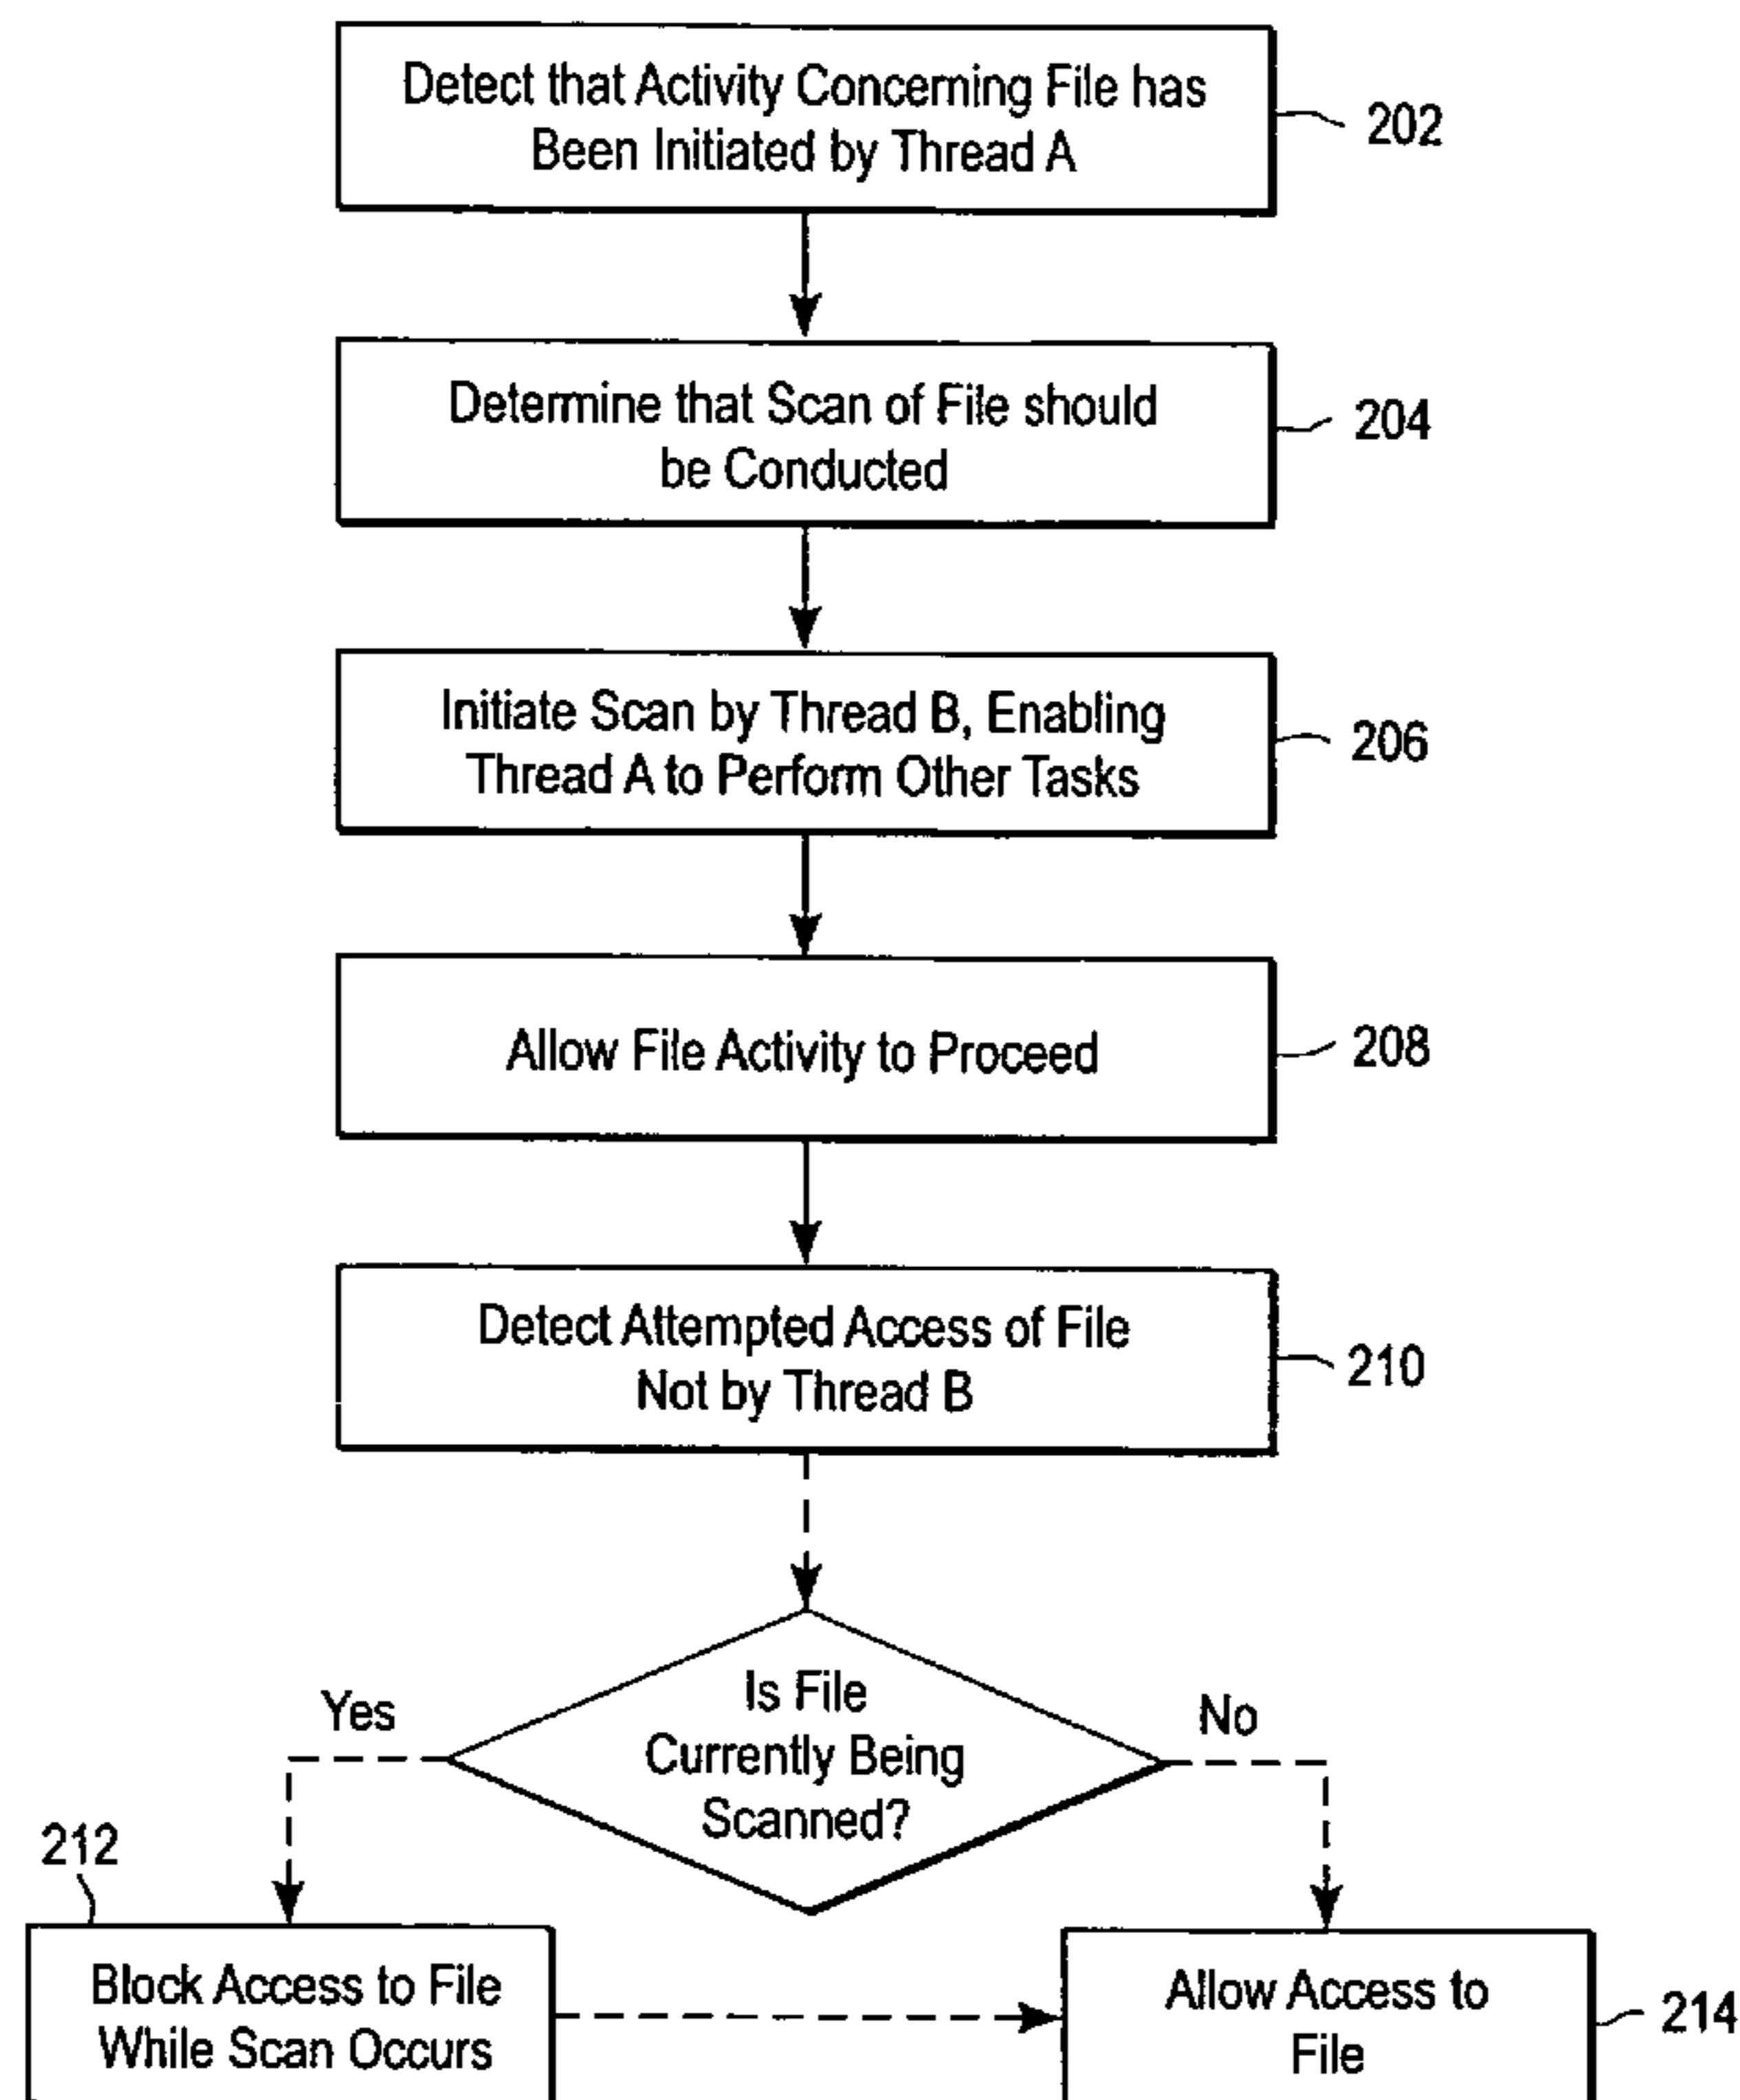 Detect that Activity Concerning File has
Been Initiated by Thread A
202
Determine that Scan of File should
be Conducted
204
Initiate Scan by Thread B, Enabling
Thread A to Perform Other Tasks
206
Allow File Activity to Proceed
208
Detect Attempted Access of File
Not by Thread B
210
Is File
Currently Being
Scanned?
Yes
No
212
Block Access to File
While Scan Occurs
Allow Access to
File
214